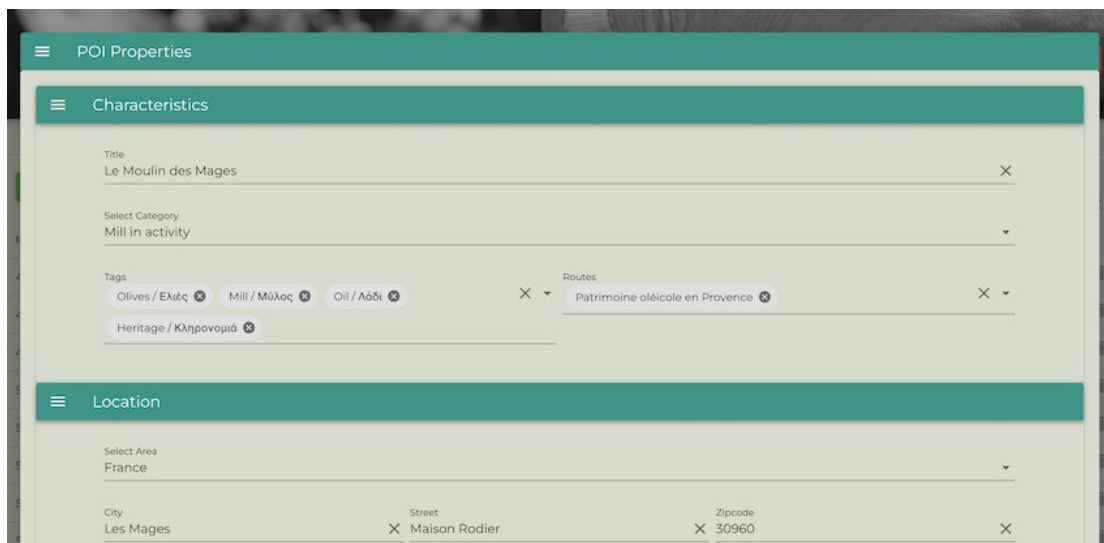 POI Properties
Characteristics
Title
Le Moulin des Mages
Select Category
Mill in activity
Tags
Olives / Ελιές Mill / Μύλος Oil / Λάδι
Heritage / Κληρονομιά
Routes
Patrimoine oléicole en Provence
Location
Select Area
France
City Street Zipcode
Les Mages Maison Rodier 30960